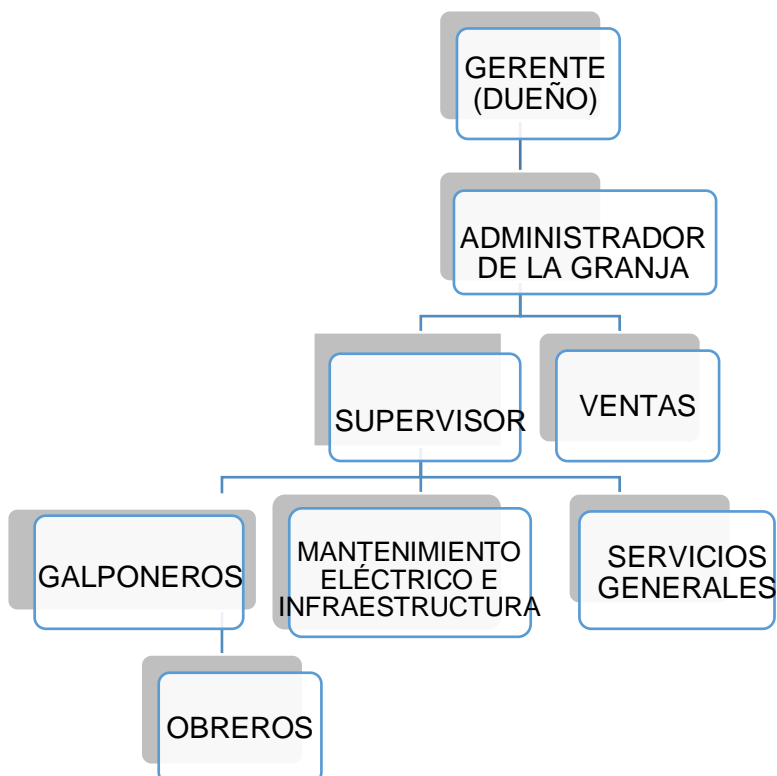 GERENTE
(DUEÑO)
ADMINISTRADOR
DE LA GRANJA
SUPERVISOR
VENTAS
GALPONEROS
MANTENIMIENTO
ELÉCTRICO E
INFRAESTRUCTURA
SERVICIOS
GENERALES
OBREROS